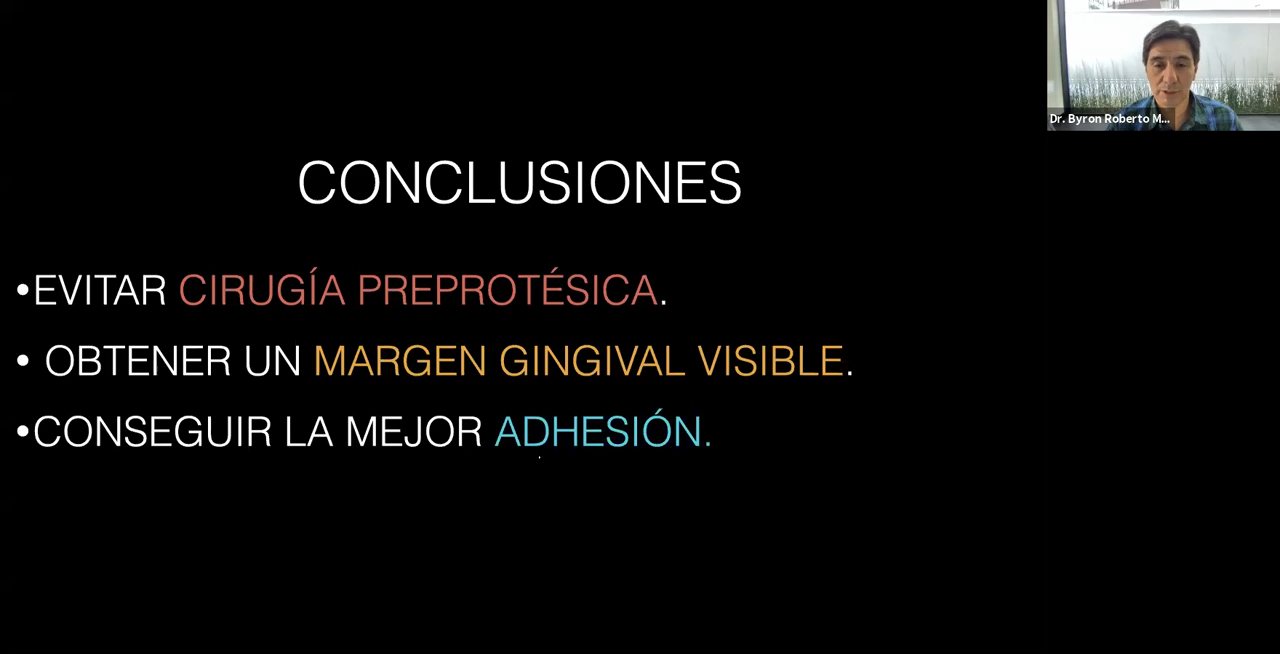 Dr. Byron Roberto M...
CONCLUSIONES
•EVITAR CIRUGÍA PREPROTÉSICA.
• OBTENER UN MARGEN GINGIVAL VISIBLE.
•CONSEGUIR LA MEJOR ADHESIÓN.